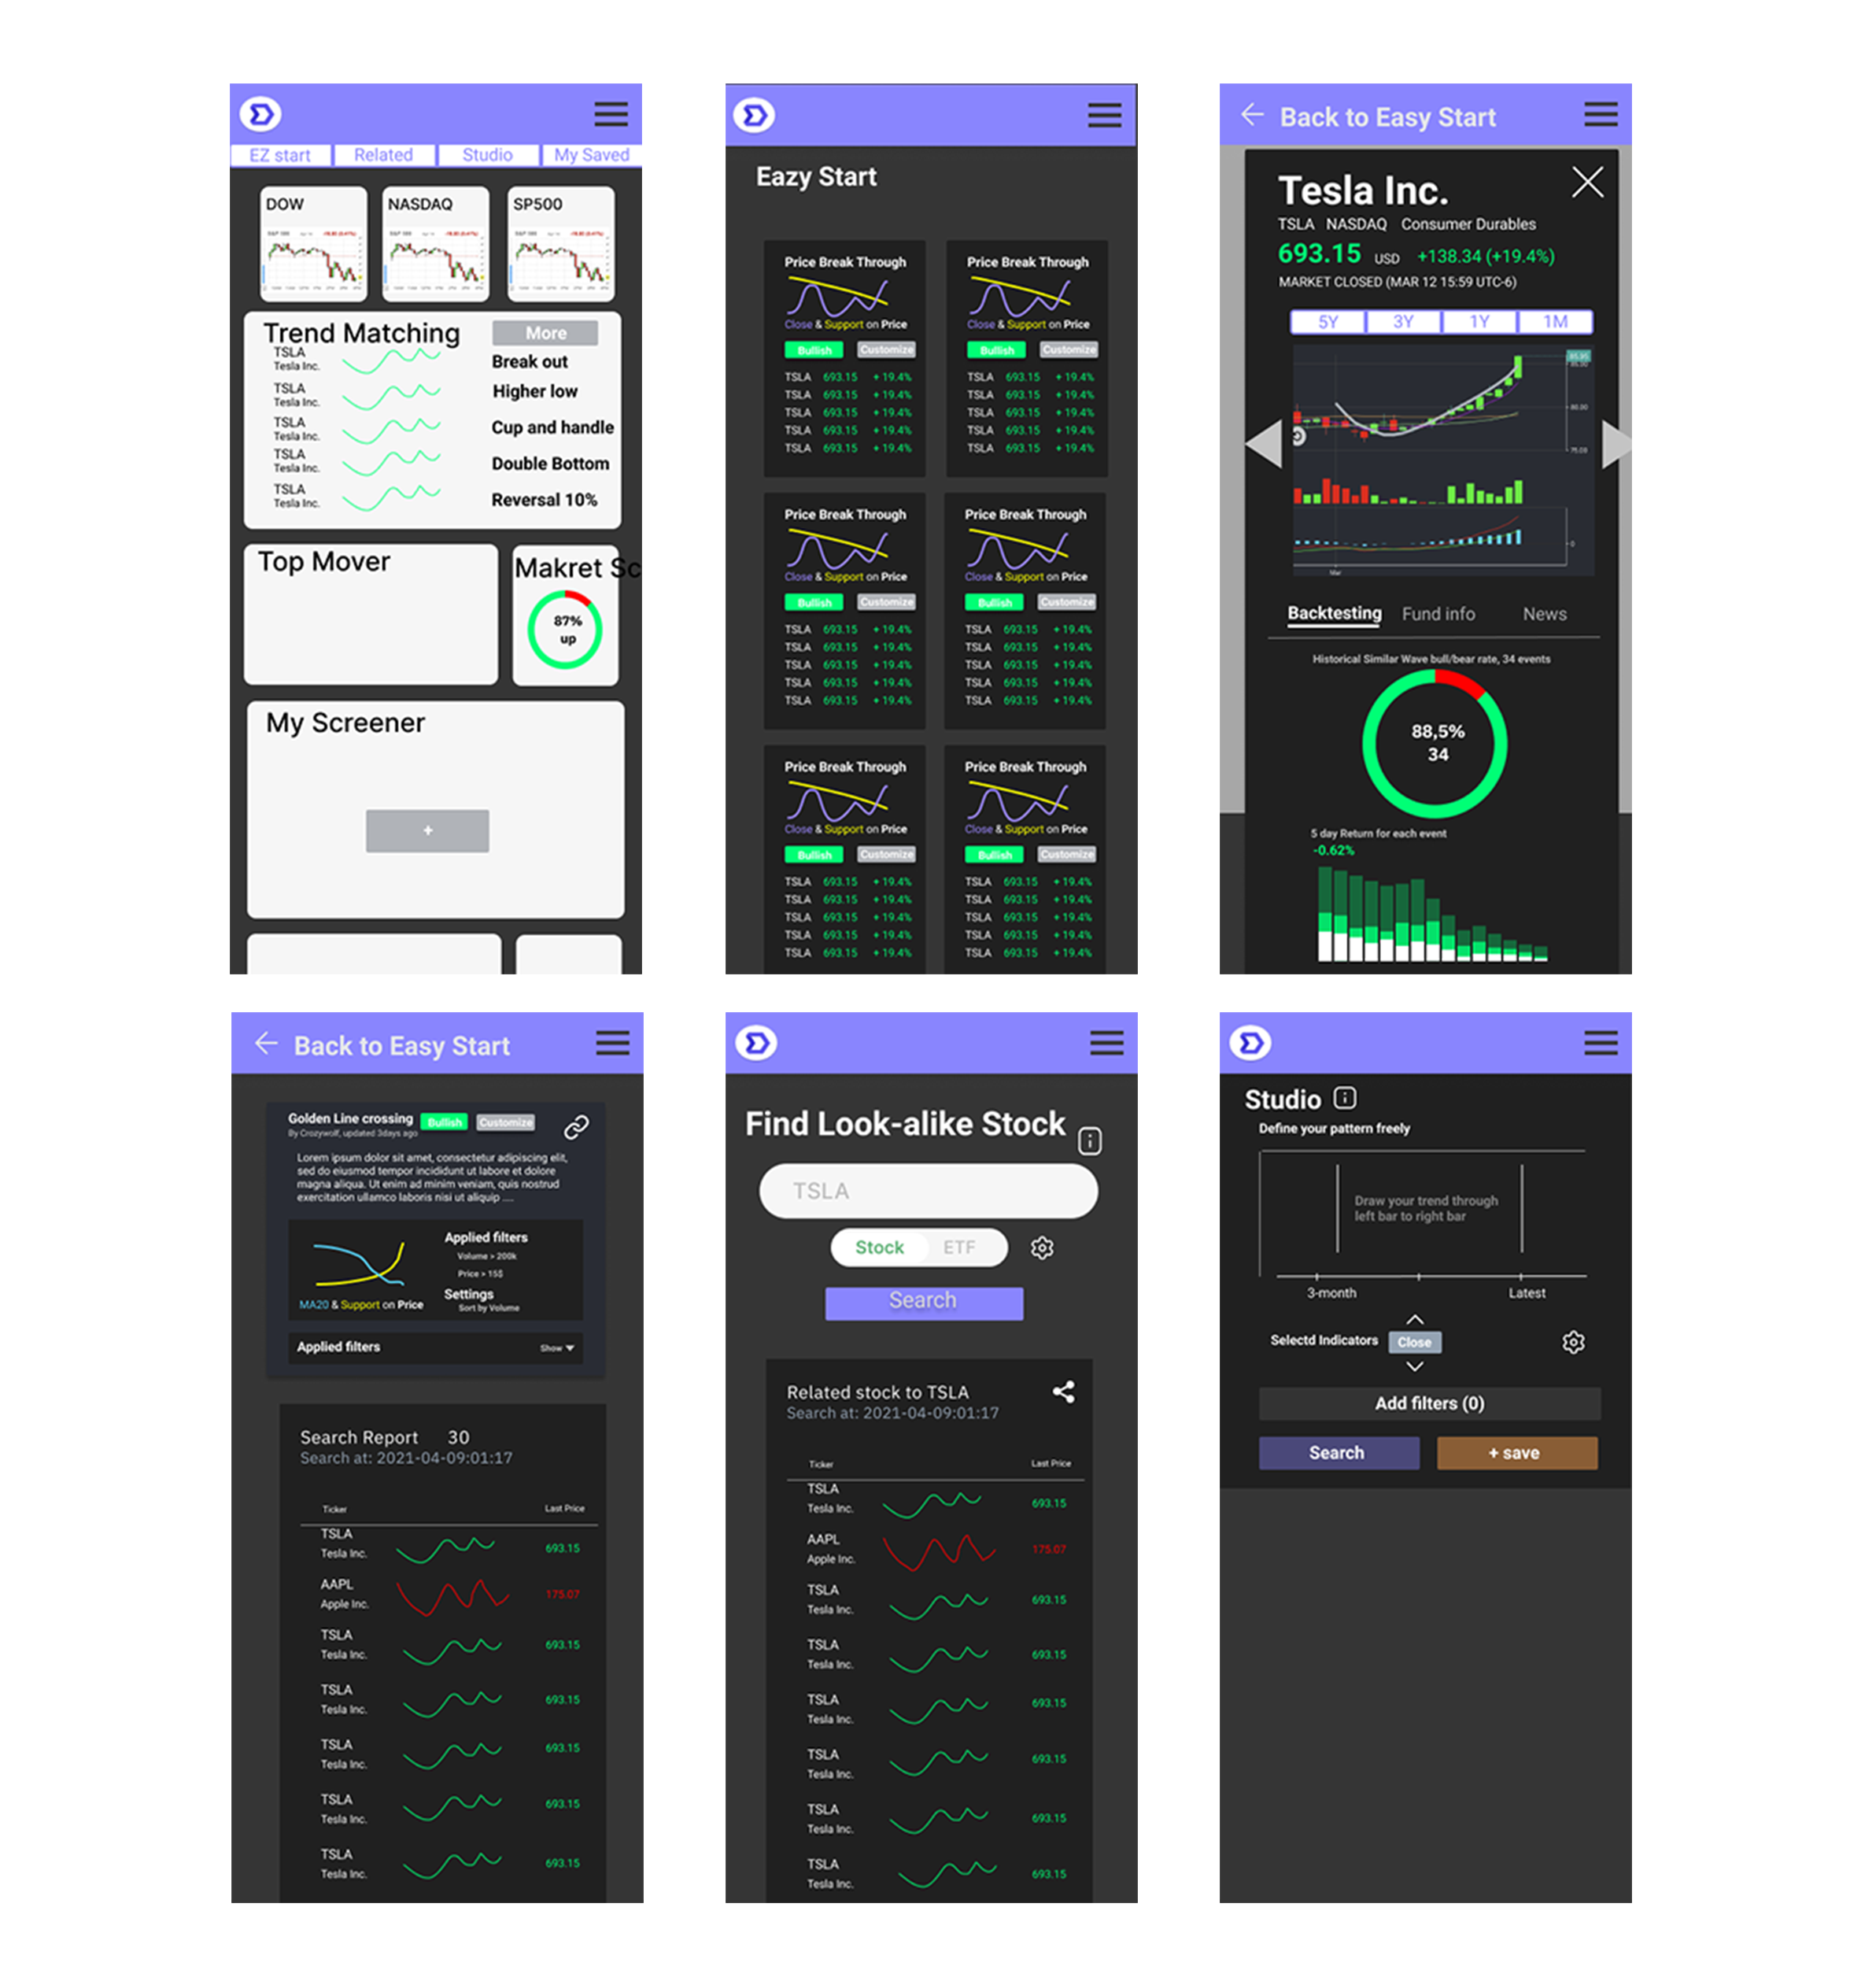 EZ start Related Studio My Saved
DOW NASDAQ SP500
Trend Matching More
TSLA
Tesla Inc. Break out
TSLA
Tesla Inc. Higher low
TSLA
Tesla Inc. Cup and handle
TSLA
Tesla Inc. Double Bottom
TSLA
Tesla Inc. Reversal 10%
Top Mover Makret Sc
87%
up
My Screener
+
Eazy Start
Price Break Through Price Break Through
Close & Support on Price Close & Support on Price
Bullish Customize Bullish Customize
TSLA 693.15 + 19.4% TSLA 693.15 + 19.4%
TSLA 693.15 + 19.4% TSLA 693.15 + 19.4%
TSLA 693.15 + 19.4% TSLA 693.15 + 19.4%
TSLA 693.15 + 19.4% TSLA 693.15 + 19.4%
TSLA 693.15 + 19.4% TSLA 693.15 + 19.4%
Price Break Through Price Break Through
Close & Support on Price Close & Support on Price
Bullish Customize Bullish Customize
TSLA 693.15 + 19.4% TSLA 693.15 + 19.4%
TSLA 693.15 + 19.4% TSLA 693.15 + 19.4%
TSLA 693.15 + 19.4% TSLA 693.15 + 19.4%
TSLA 693.15 + 19.4% TSLA 693.15 + 19.4%
TSLA 693.15 + 19.4% TSLA 693.15 + 19.4%
Price Break Through Price Break Through
Close & Support on Price Close & Support on Price
Bullish Customize Bullish Customize
TSLA 693.15 + 19.4% TSLA 693.15 + 19.4%
TSLA 693.15 + 19.4% TSLA 693.15 + 19.4%
TSLA 693.15 + 19.4% TSLA 693.15 + 19.4%
TSLA 693.15 + 19.4% TSLA 693.15 + 19.4%
TSLA 693.15 + 19.4% TSLA 693.15 + 19.4%
Back to Easy Start
Tesla Inc.
TSLA NASDAQ Consumer Durables
693.15 USD +138.34 (+19.4%)
MARKET CLOSED (MAR 12 15:59 UTC-6)
5Y 3Y 1Y 1M
80.00
75.00
0
Mar
Backtesting Fund info News
Historical Similar Wave bull/bear rate, 34 events
88,5%
34
5 day Return for each event
-0.62%
Back to Easy Start
Golden Line crossing Bullish Customize
By Crozywolf, updated 3days ago
Lorem ipsum dolor sit amet, consectetur adipiscing elit,
sed do eiusmod tempor incididunt ut labore et dolore
magna aliqua. Ut enim ad minim veniam, quis nostrud
exercitation ullamco laboris nisi ut aliquip ....
Applied filters
Volume > 200k
Price > 15$
Settings
Sort by Volume
MA20 & Support on Price
Applied filters Show
Search Report 30
Search at: 2021-04-09:01:17
Ticker Last Price
TSLA
Tesla Inc. 693.15
AAPL
Apple Inc. 175.07
TSLA
Tesla Inc. 693.15
TSLA
Tesla Inc. 693.15
TSLA
Tesla Inc. 693.15
TSLA
Tesla Inc. 693.15
TSLA
Tesla Inc. 693.15
Find Look-alike Stock
TSLA
Stock ETF
Search
Related stock to TSLA
Search at: 2021-04-09:01:17
Ticker Last Price
TSLA
Tesla Inc. 693.15
AAPL
Apple Inc. 175.07
TSLA
Tesla Inc. 693.15
TSLA
Tesla Inc. 693.15
TSLA
Tesla Inc. 693.15
TSLA
Tesla Inc. 693.15
TSLA
Tesla Inc. 693.15
TSLA
Tesla Inc. 693.15
Studio
Define your pattern freely
Draw your trend through
left bar to right bar
3-month Latest
Selectd Indicators Close
Add filters (0)
Search + save